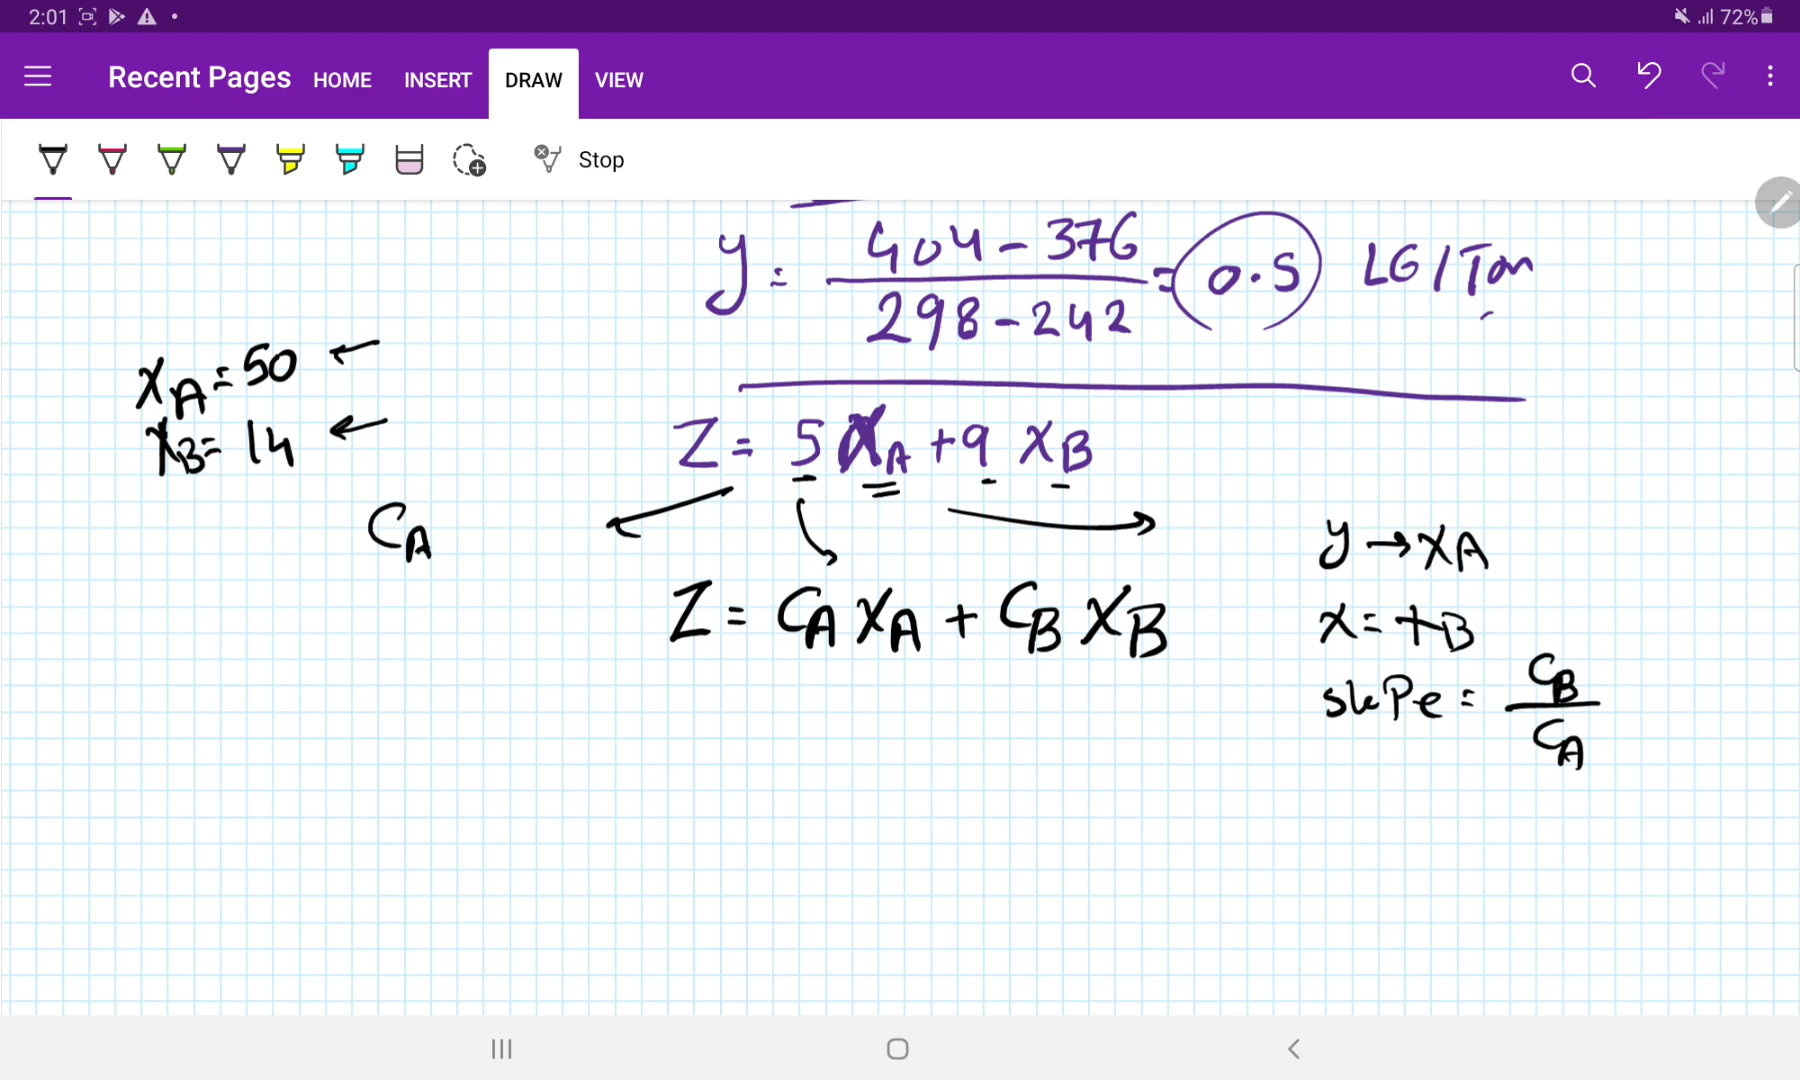 2:01 72%
Recent Pages HOME INSERT DRAW VIEW
Stop
y = 404 - 376 / 298 - 242 = 0.5 LG/Ton
XA = 50
XB = 14
Z = 5 XA + 9 XB
CA
Z = CA XA + CB XB
y → XA
x = +B
slope = CB / CA